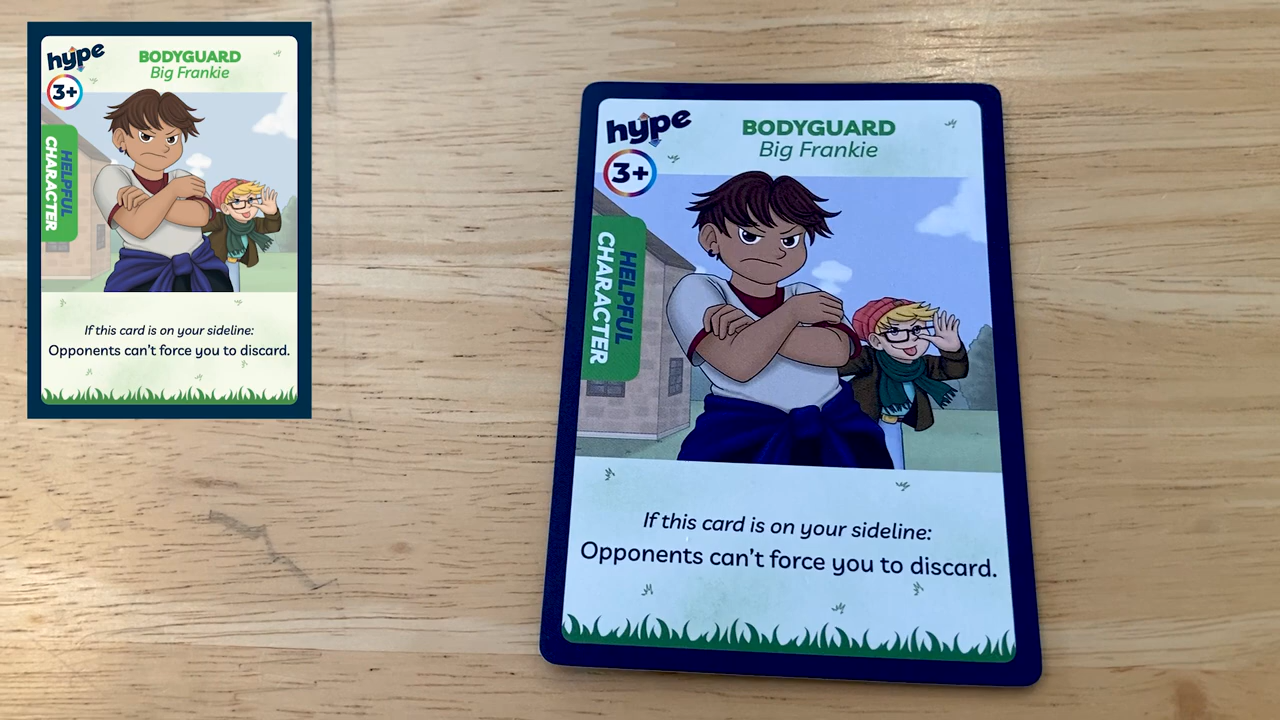 hype
BODYGUARD
Big Frankie
3+
HELPFUL
CHARACTER
If this card is on your sideline:
Opponents can't force you to discard.
hype
BODYGUARD
Big Frankie
3+
HELPFUL
CHARACTER
If this card is on your sideline:
Opponents can't force you to discard.